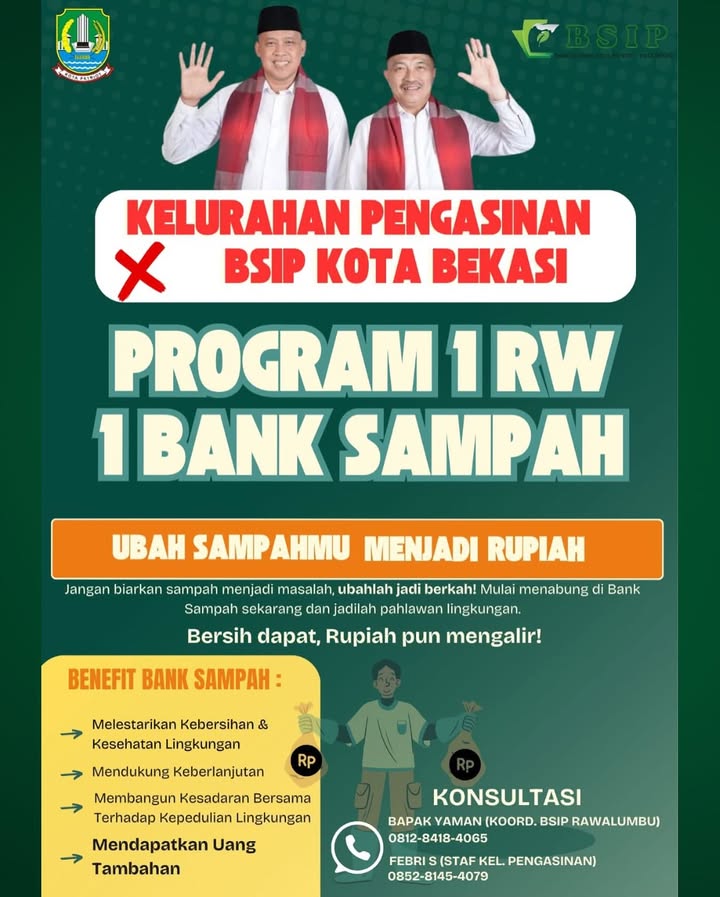 KOTA PATRIOT
BSIP
KELURAHAN PENGASINAN
X BSIP KOTA BEKASI
PROGRAM 1 RW
1 BANK SAMPAH
UBAH SAMPAHMU MENJADI RUPIAH
Jangan biarkan sampah menjadi masalah, ubahlah jadi berkah! Mulai menabung di Bank
Sampah sekarang dan jadilah pahlawan lingkungan.
Bersih dapat, Rupiah pun mengalir!
BENEFIT BANK SAMPAH :
Melestarikan Kebersihan &
Kesehatan Lingkungan
Mendukung Keberlanjutan
Membangun Kesadaran Bersama
Terhadap Kepedulian Lingkungan
Mendapatkan Uang
Tambahan
RP
RP
KONSULTASI
BAPAK YAMAN (KOORD. BSIP RAWALUMBU)
0812-8418-4065
FEBRI S (STAF KEL. PENGASINAN)
0852-8145-4079